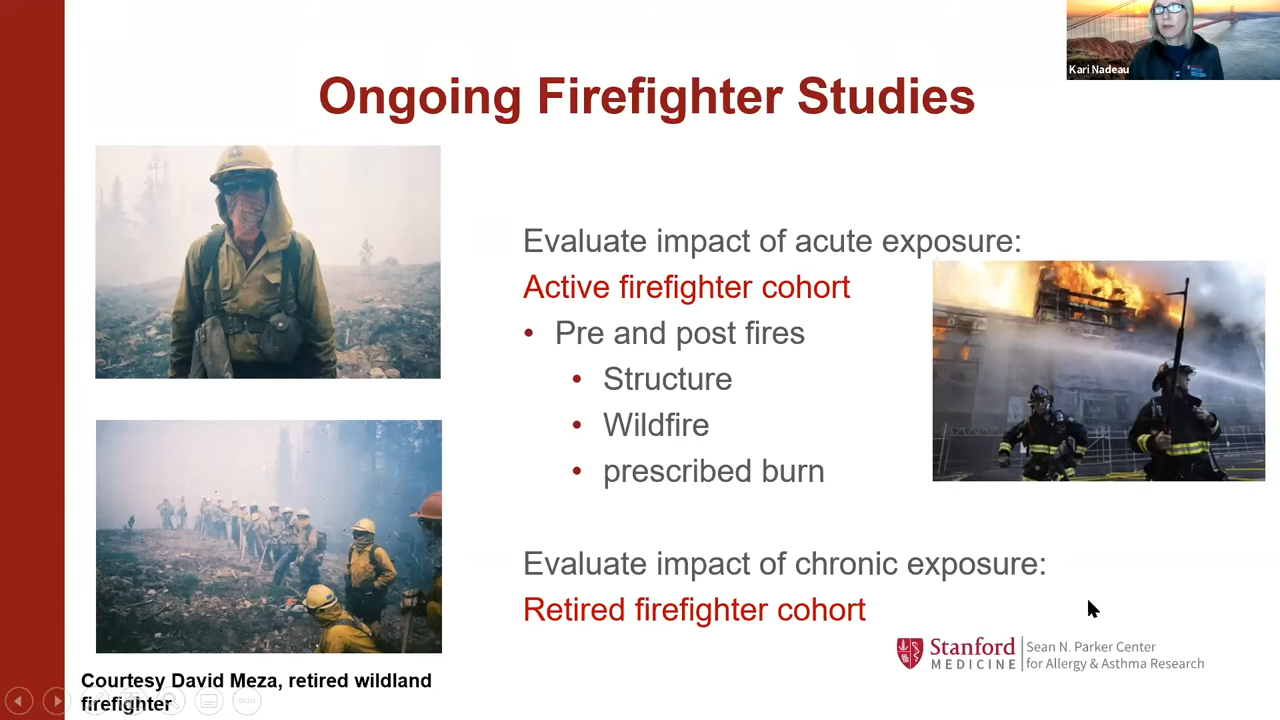 Kari Nadeau
Ongoing Firefighter Studies
Evaluate impact of acute exposure:
Active firefighter cohort
• Pre and post fires
• Structure
• Wildfire
• prescribed burn
Evaluate impact of chronic exposure:
Retired firefighter cohort
Courtesy David Meza, retired wildland
firefighter
Stanford
MEDICINE
Sean N. Parker Center
for Allergy & Asthma Research